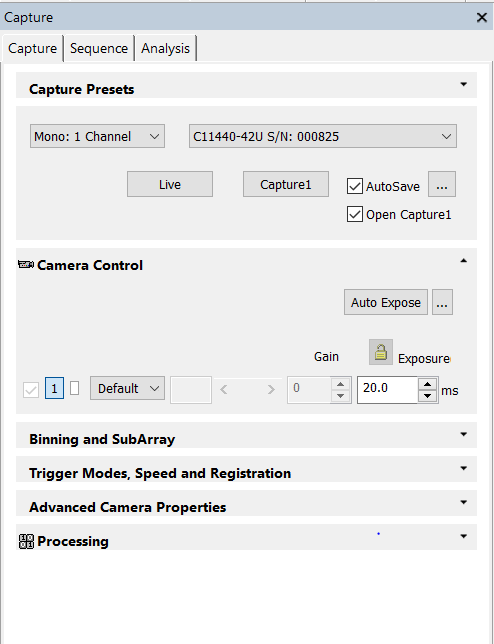 Capture
Capture Sequence Analysis
Capture Presets
Mono: 1 Channel C11440-42U S/N: 000825
Live Capture1 AutoSave ...
Open Capture1
Camera Control
Auto Expose ...
Gain Exposure
1 Default 0 20.0 ms
Binning and SubArray
Trigger Modes, Speed and Registration
Advanced Camera Properties
Processing